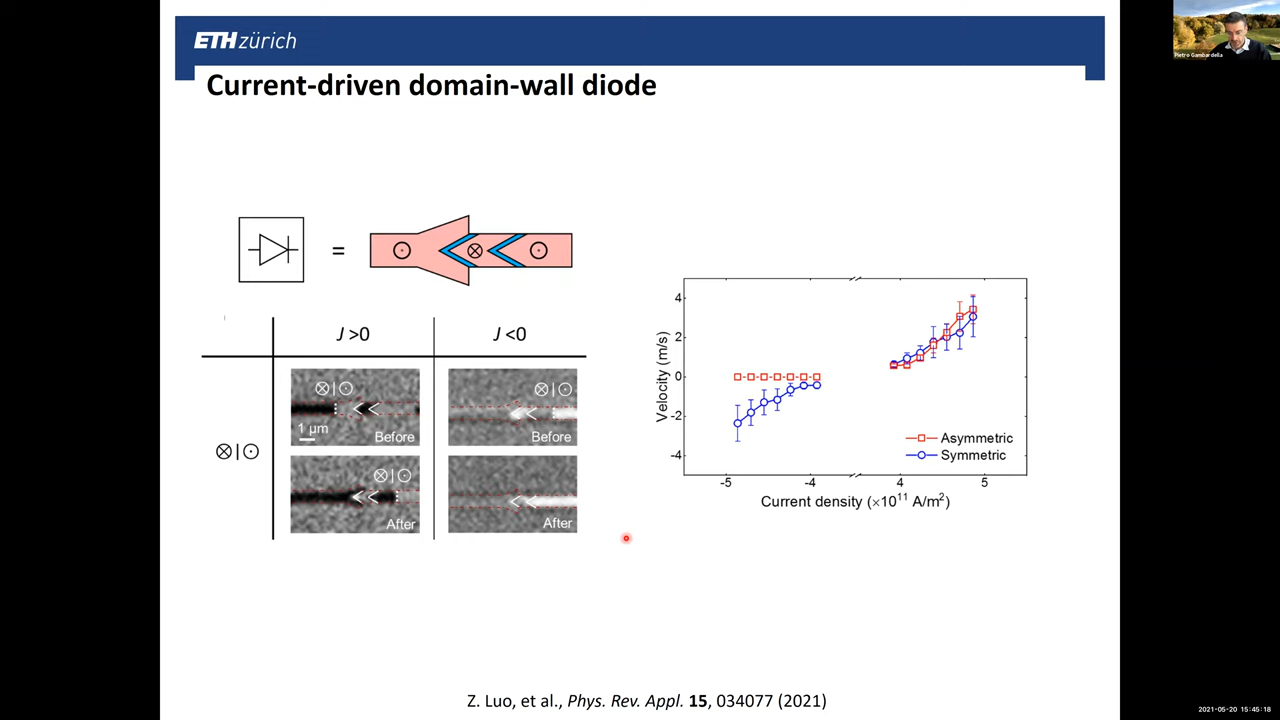 ETH zürich
Pietro Gambardella
Current-driven domain-wall diode
=
J >0
J <0
⊗|⊙
⊗|⊙
1 µm
Before
⊗|⊙
Before
⊗|⊙
After
After
4
2
0
-2
-4
Velocity (m/s)
Asymmetric
Symmetric
-5
-4
4
5
Current density (×10¹¹ A/m²)
Z. Luo, et al., Phys. Rev. Appl. 15, 034077 (2021)
2021-05-20 15:45:18